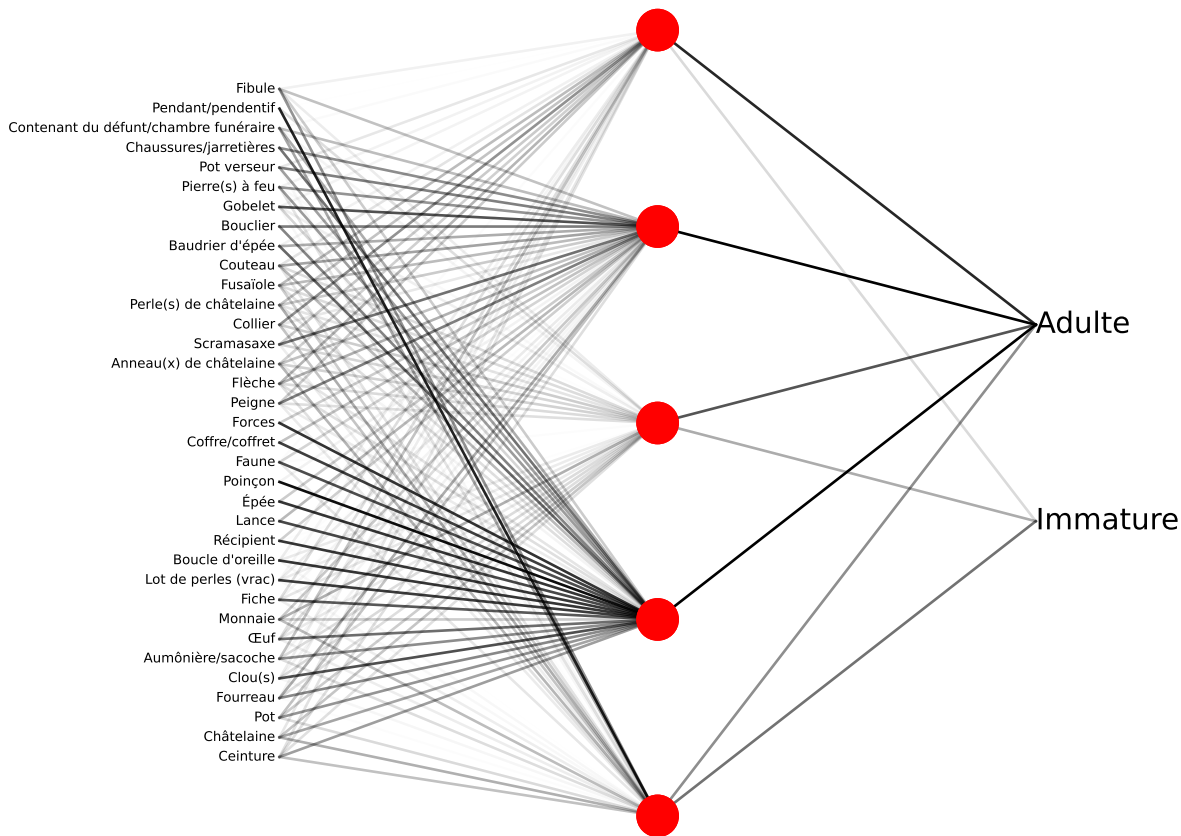 Fibule
Pendant/pendentif
Contenant du défunt/chambre funéraire
Chaussures/jarretières
Pot verseur
Pierre(s) à feu
Gobelet
Bouclier
Baudrier d'épée
Couteau
Fusaïole
Perle(s) de châtelaine
Collier
Scramasaxe
Anneau(x) de châtelaine
Flèche
Peigne
Forces
Coffre/coffret
Faune
Poinçon
Épée
Lance
Récipient
Boucle d'oreille
Lot de perles (vrac)
Fiche
Monnaie
Œuf
Aumônière/sacoche
Clou(s)
Fourreau
Pot
Châtelaine
Ceinture
Adulte
Immature